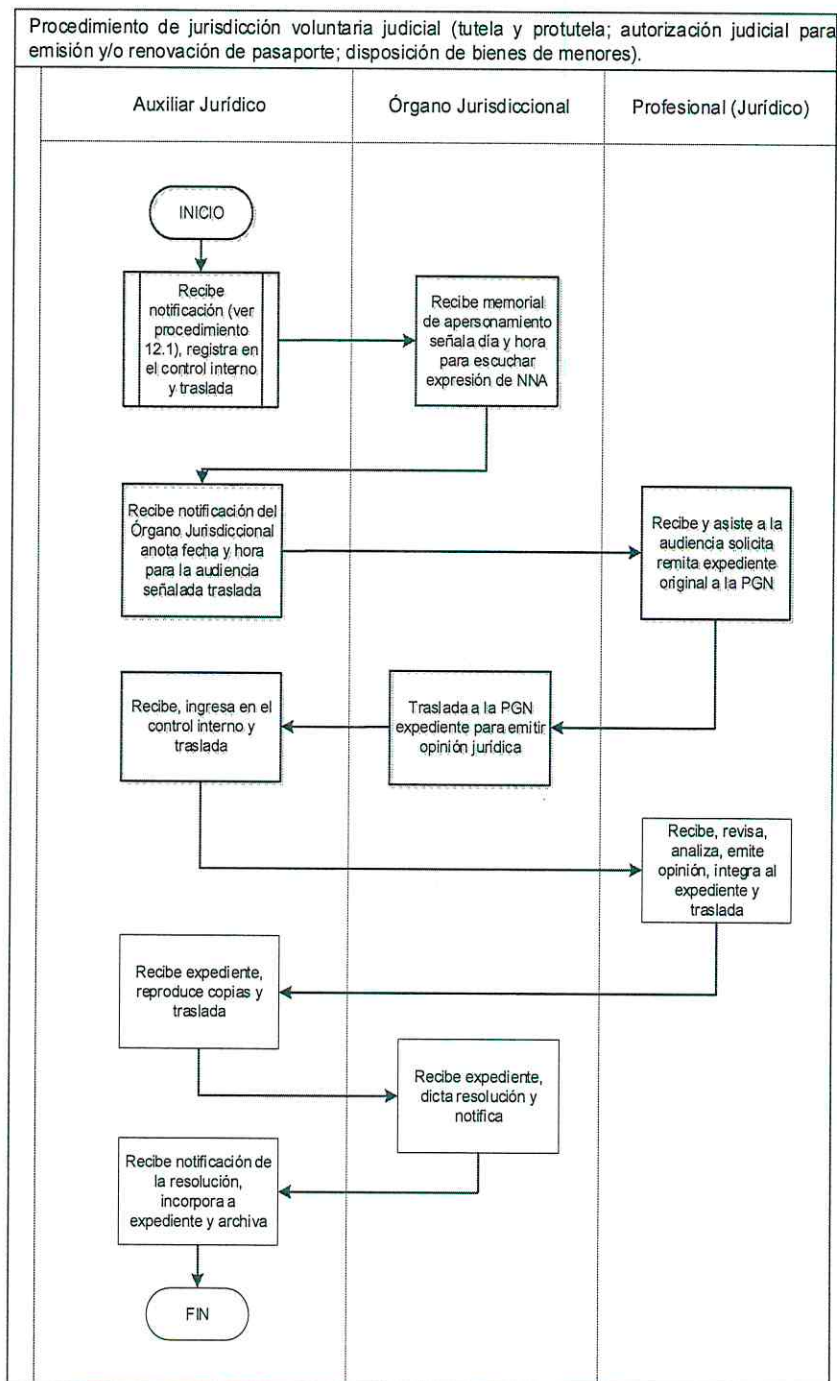 Procedimiento de jurisdicción voluntaria judicial (tutela y protutela; autorización judicial para
emisión y/o renovación de pasaporte; disposición de bienes de menores).
Auxiliar Jurídico
Órgano Jurisdiccional
Profesional (Jurídico)
INICIO
Recibe
notificación (ver
procedimiento
12.1), registra en
el control interno
y traslada
Recibe memorial
de apersonamiento
señala día y hora
para escuchar
expresión de NNA
Recibe notificación del
Órgano Jurisdiccional
anota fecha y hora
para la audiencia
señalada traslada
Recibe y asiste a la
audiencia solicita
remita expediente
original a la PGN
Traslada a la PGN
expediente para emitir
opinión jurídica
Recibe, ingresa en el
control interno y
traslada
Recibe, revisa,
analiza, emite
opinión, integra al
expediente y
traslada
Recibe expediente,
reproduce copias y
traslada
Recibe expediente,
dicta resolución y
notifica
Recibe notificación de
la resolución,
incorpora a
expediente y archiva
FIN